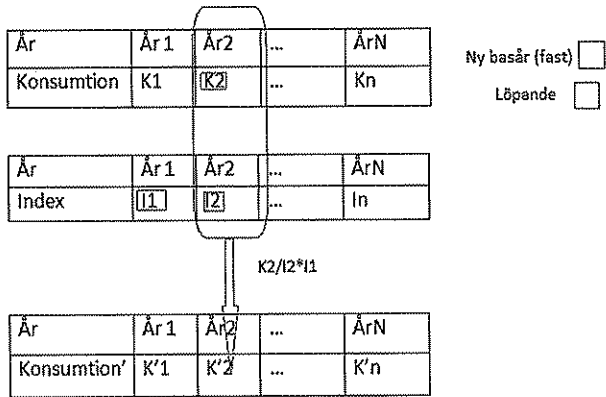 År År 1 År2 ... ÅrN
Konsumtion K1 K2 ... Kn
Ny basår (fast)
Löpande
År År 1 År2 ... ÅrN
Index I1 I2 ... In
K2/I2*I1
År År 1 År2 ... ÅrN
Konsumtion' K'1 K'2 ... K'n